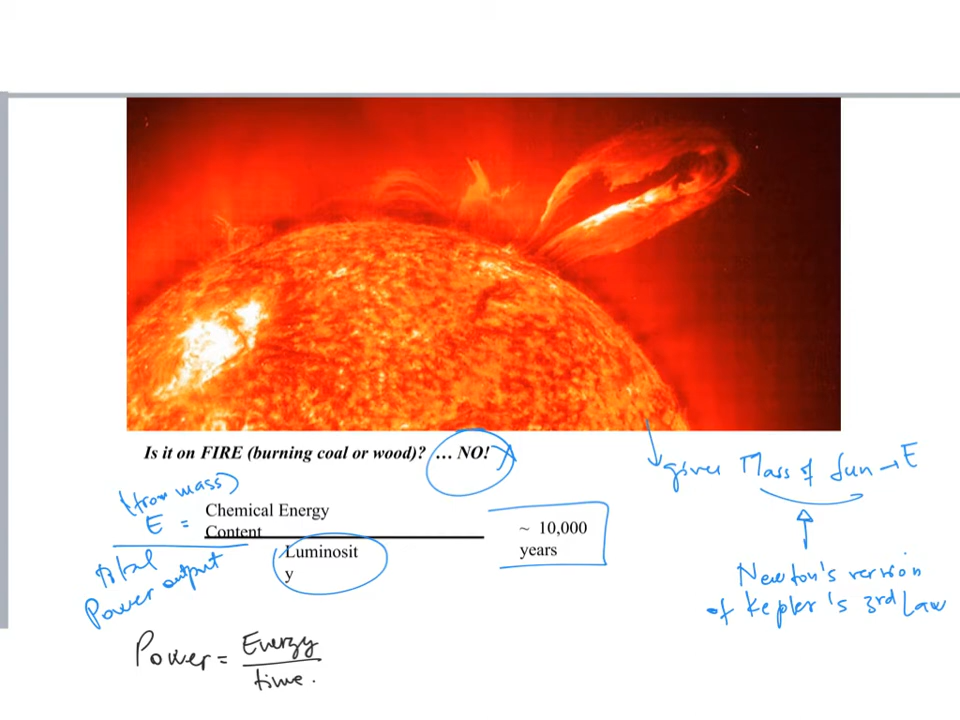 Is it on FIRE (burning coal or wood)? … NO!
given Mass of Sun → E
(from mass)
E =
Chemical Energy
Content
Luminosit
y
~ 10,000
years
total
Power output
Newton's version
of Kepler's 3rd Law
Power = Energy
time.